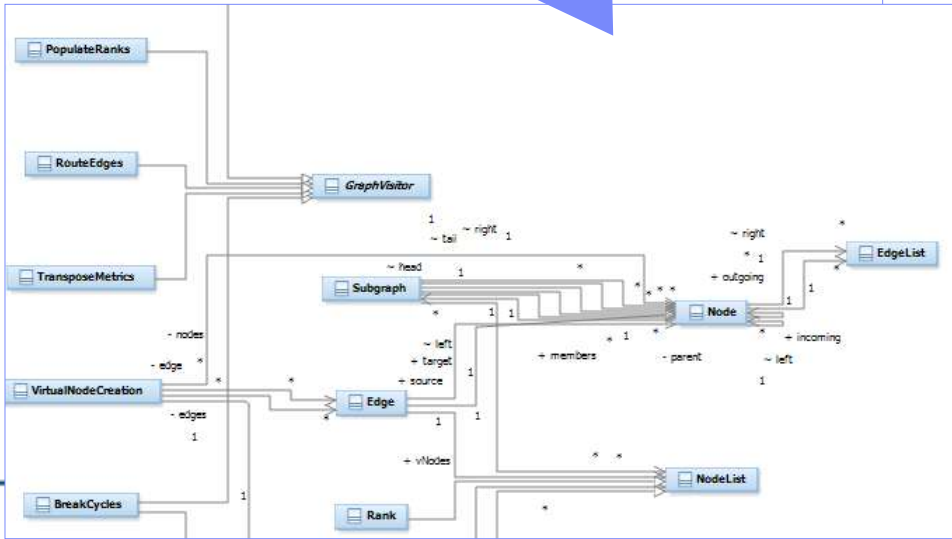 PopulateRanks
RouteEdges
GraphVisitor
1
~ tail
~ right
1
*
~ right
* 1
EdgeList
TransposeMetrics
~ head
1
*
Subgraph
*
+ outgoing
*
* * *
1
1
Node
*
1
1
- nodes
1
+ incoming
~ left
* 1
*
*
- edge
*
+ target
+ members
- parent
~ left
+ source
1
1
VirtualNodeCreation
*
*
Edge
- edges
*
1
1
1
+ vNodes
* *
NodeList
BreakCycles
1
Rank
*